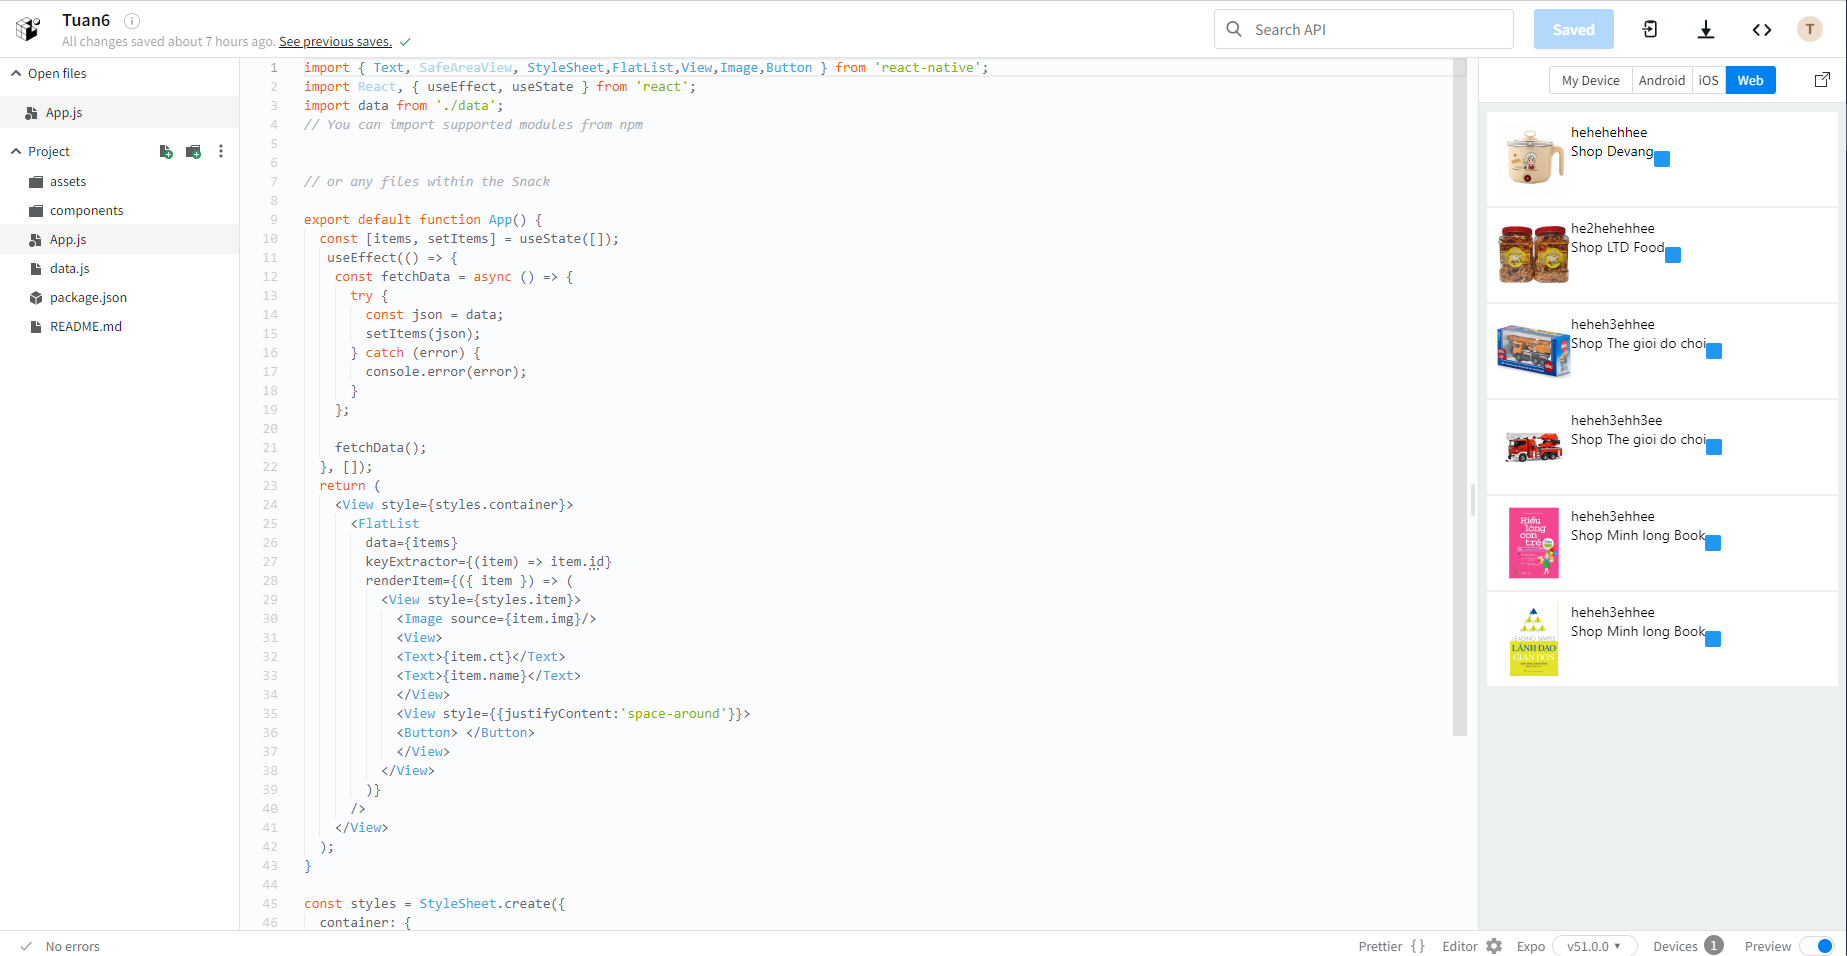 Tuan6
All changes saved about 7 hours ago. See previous saves.
Search API
Saved
T
Open files
App.js
Project
assets
components
App.js
data.js
package.json
README.md
1 import { Text, SafeAreaView, StyleSheet,FlatList,View,Image,Button } from 'react-native';
2 import React, { useEffect, useState } from 'react';
3 import data from './data';
4 // You can import supported modules from npm
5
6
7 // or any files within the Snack
8
9 export default function App() {
10 const [items, setItems] = useState([]);
11 useEffect(() => {
12 const fetchData = async () => {
13 try {
14 const json = data;
15 setItems(json);
16 } catch (error) {
17 console.error(error);
18 }
19 };
20
21 fetchData();
22 }, []);
23 return (
24 <View style={styles.container}>
25 <FlatList
26 data={items}
27 keyExtractor={(item) => item.id}
28 renderItem={({ item }) => (
29 <View style={styles.item}>
30 <Image source={item.img}/>
31 <View>
32 <Text>{item.ct}</Text>
33 <Text>{item.name}</Text>
34 </View>
35 <View style={{justifyContent:'space-around'}}>
36 <Button> </Button>
37 </View>
38 </View>
39 )}
40 />
41 </View>
42 );
43 }
44
45 const styles = StyleSheet.create({
46 container: {
My Device Android iOS Web
hehehehhee
Shop Devang
he2hehehhee
Shop LTD Food
heheh3ehhee
Shop The gioi do choi
heheh3ehh3ee
Shop The gioi do choi
heheh3ehhee
Shop Minh long Book
Hiểu
lòng
con
trẻ
heheh3ehhee
Shop Minh long Book
LEADING SIMPLE
LÃNH ĐẠO
GIẢN ĐƠN
No errors
Prettier { } Editor Expo v51.0.0 Devices 1 Preview